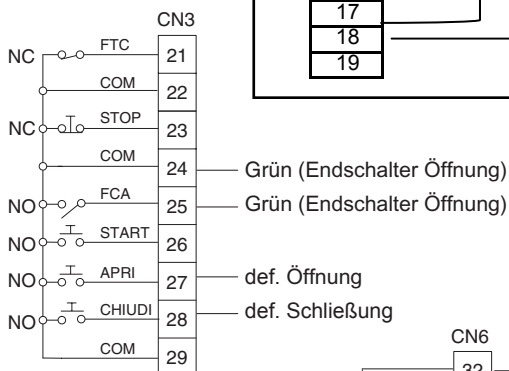 17
18
19
CN3
NC FTC 21
COM 22
NC STOP 23
COM 24 Grün (Endschalter Öffnung)
NO FCA 25 Grün (Endschalter Öffnung)
NO START 26
NO APRI 27 def. Öffnung
NO CHIUDI 28 def. Schließung
COM 29
CN6
32